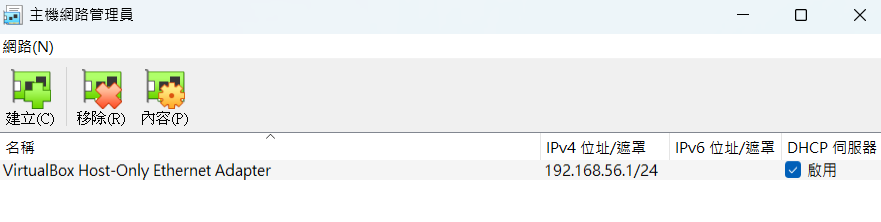 主機網路管理員
網路(N)
建立(C) 移除(R) 內容(P)
名稱 IPv4 位址/遮罩 IPv6 位址/遮罩 DHCP 伺服器
VirtualBox Host-Only Ethernet Adapter 192.168.56.1/24 啟用